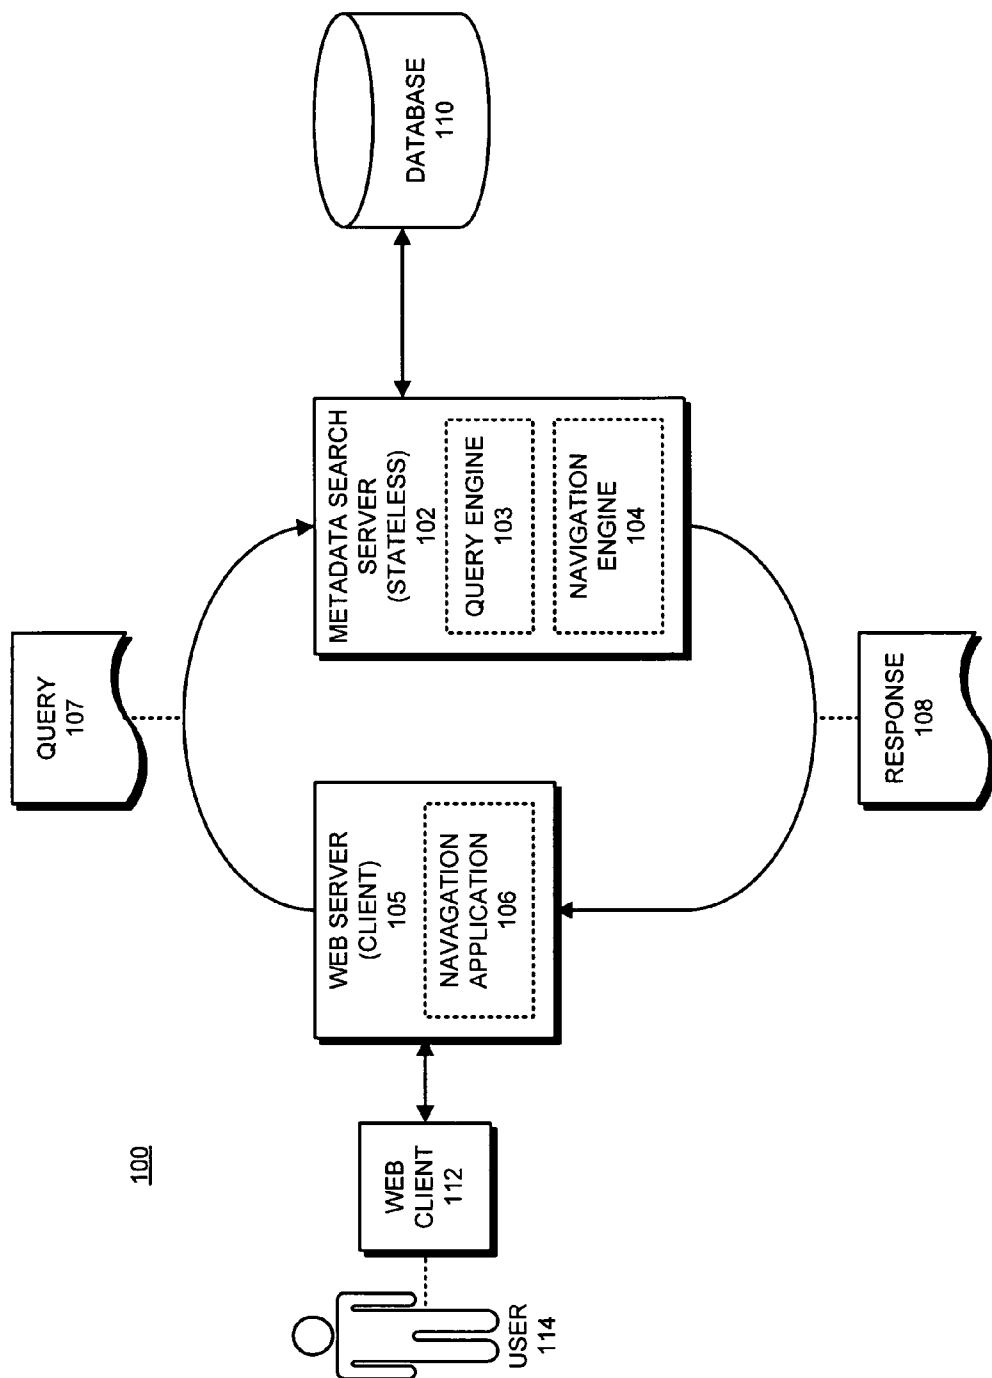 100
QUERY
107
USER
114
WEB
CLIENT
112
WEB SERVER
(CLIENT)
105
NAVAGATION
APPLICATION
106
METADATA SEARCH
SERVER
(STATELESS)
102
QUERY ENGINE
103
NAVIGATION
ENGINE
104
DATABASE
110
RESPONSE
108